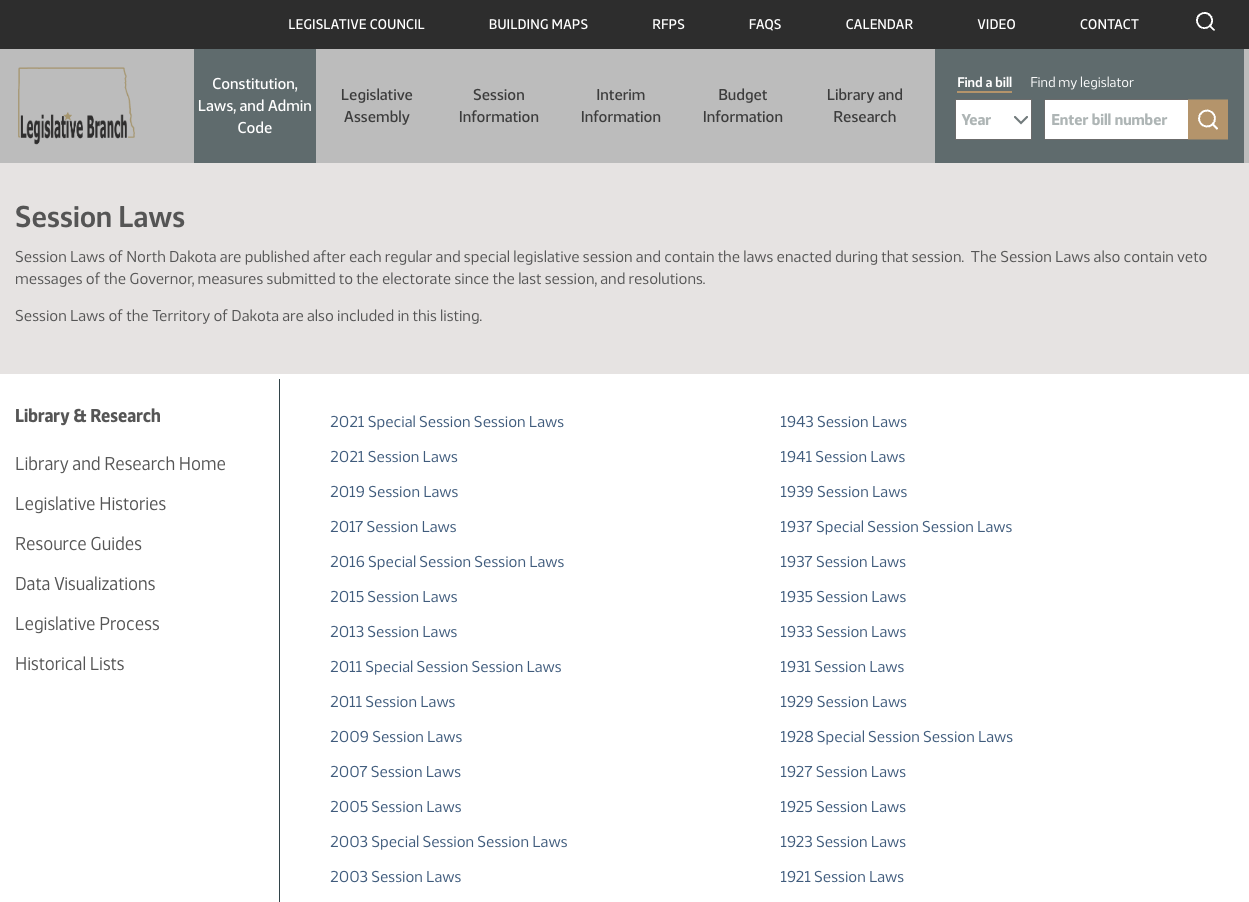 LEGISLATIVE COUNCIL BUILDING MAPS RFPS FAQS CALENDAR VIDEO CONTACT
Legislative Branch
Constitution,
Laws, and Admin
Code
Legislative
Assembly
Session
Information
Interim
Information
Budget
Information
Library and
Research
Find a bill Find my legislator
Year Enter bill number
Session Laws
Session Laws of North Dakota are published after each regular and special legislative session and contain the laws enacted during that session.  The Session Laws also contain veto
messages of the Governor, measures submitted to the electorate since the last session, and resolutions.
Session Laws of the Territory of Dakota are also included in this listing.
Library & Research
Library and Research Home
Legislative Histories
Resource Guides
Data Visualizations
Legislative Process
Historical Lists
2021 Special Session Session Laws
2021 Session Laws
2019 Session Laws
2017 Session Laws
2016 Special Session Session Laws
2015 Session Laws
2013 Session Laws
2011 Special Session Session Laws
2011 Session Laws
2009 Session Laws
2007 Session Laws
2005 Session Laws
2003 Special Session Session Laws
2003 Session Laws
1943 Session Laws
1941 Session Laws
1939 Session Laws
1937 Special Session Session Laws
1937 Session Laws
1935 Session Laws
1933 Session Laws
1931 Session Laws
1929 Session Laws
1928 Special Session Session Laws
1927 Session Laws
1925 Session Laws
1923 Session Laws
1921 Session Laws